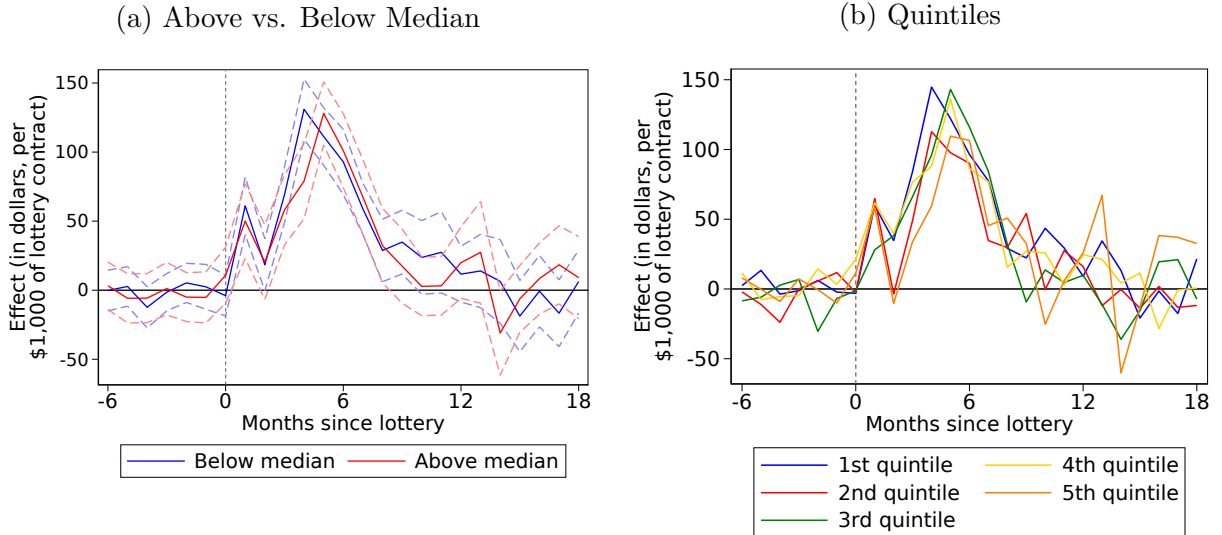 (a) Above vs. Below Median
Effect (in dollars, per
$1,000 of lottery contract)
150
100
50
0
-50
-6
0
6
12
18
Months since lottery
Below median
Above median
(b) Quintiles
Effect (in dollars, per
$1,000 of lottery contract)
150
100
50
0
-50
-6
0
6
12
18
Months since lottery
1st quintile
4th quintile
2nd quintile
5th quintile
3rd quintile